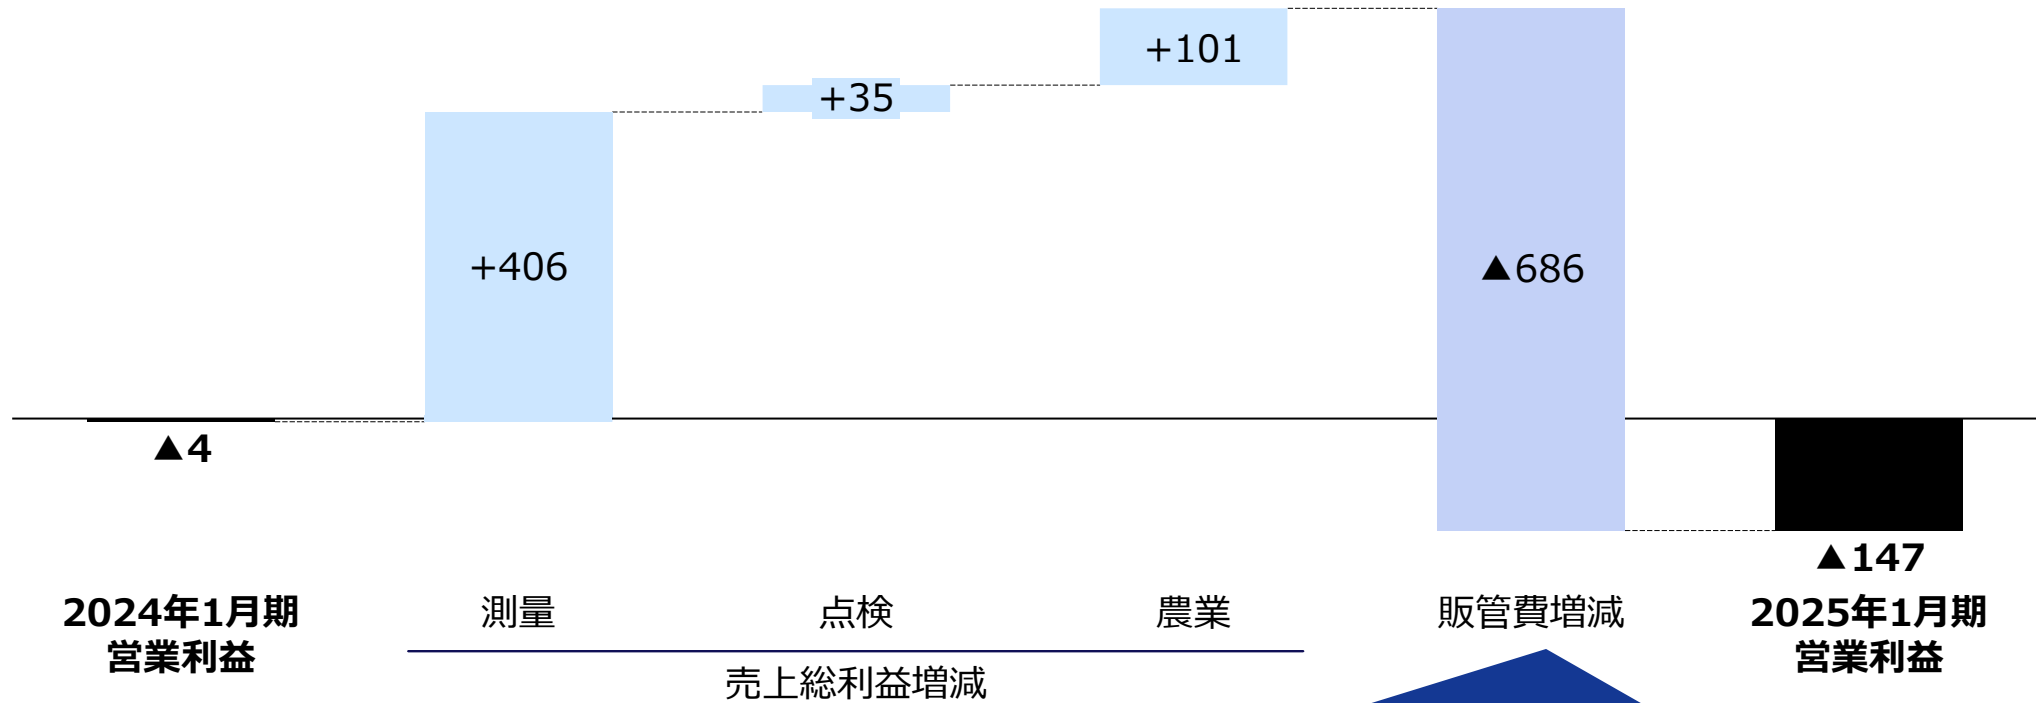 +101
+35
+406
▲686
▲4
▲147
2024年1月期
営業利益
測量
点検
農業
販管費増減
2025年1月期
営業利益
売上総利益増減